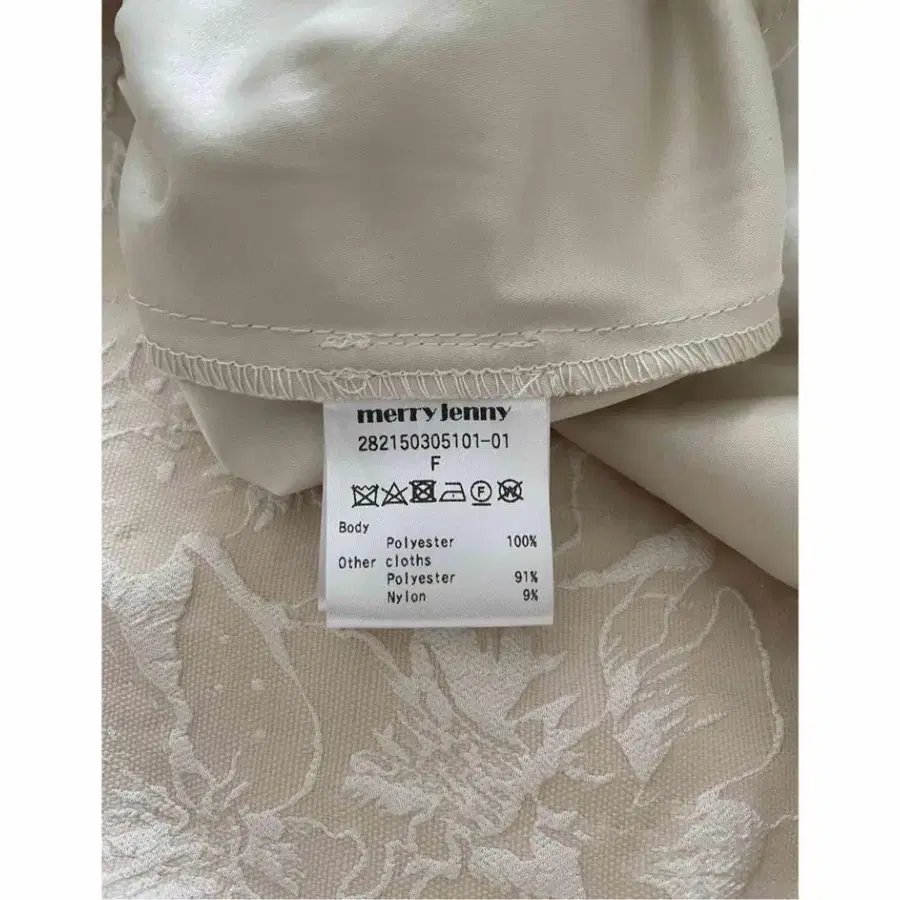 merry jenny
282150305101-01
F
Body
Polyester 100%
Other cloths
Polyester 91%
Nylon 9%